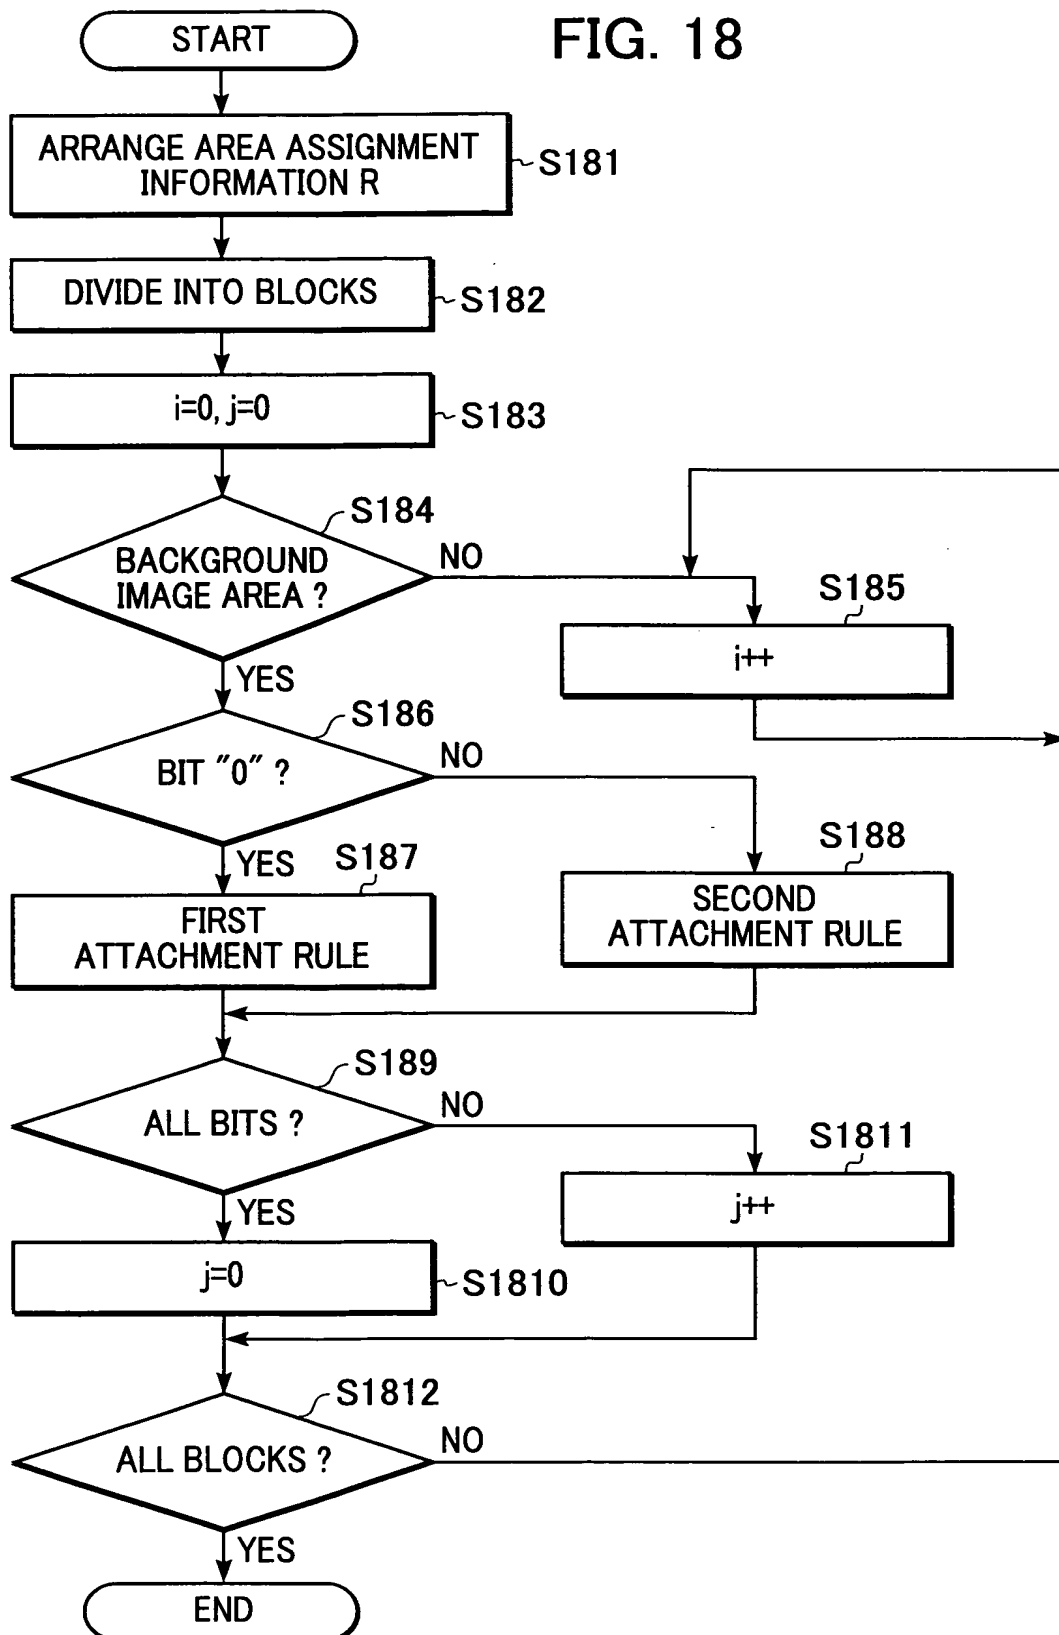 FIG. 18
START
ARRANGE AREA ASSIGNMENT
INFORMATION R
S181
DIVIDE INTO BLOCKS
S182
i=0, j=0
S183
S184
BACKGROUND
IMAGE AREA ?
NO
YES
S185
i++
S186
BIT "0" ?
NO
YES
S187
FIRST
ATTACHMENT RULE
S188
SECOND
ATTACHMENT RULE
S189
ALL BITS ?
NO
YES
S1811
j++
j=0
S1810
S1812
ALL BLOCKS ?
NO
YES
END